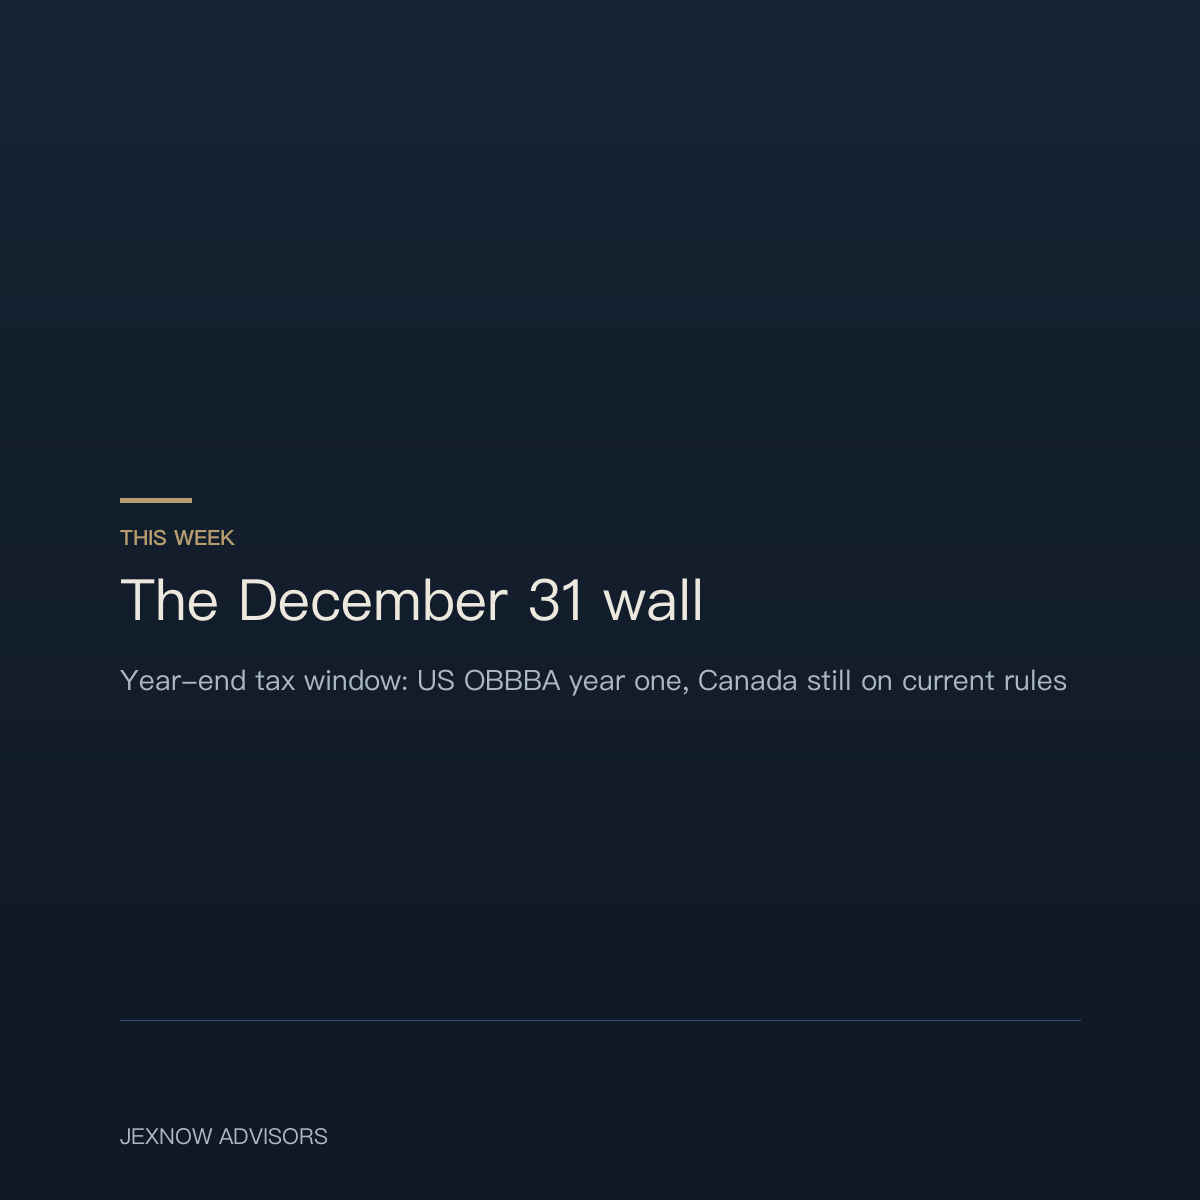 THIS WEEK
The December 31 wall
Year–end tax window: US OBBBA year one, Canada still on current rules
JEXNOW ADVISORS